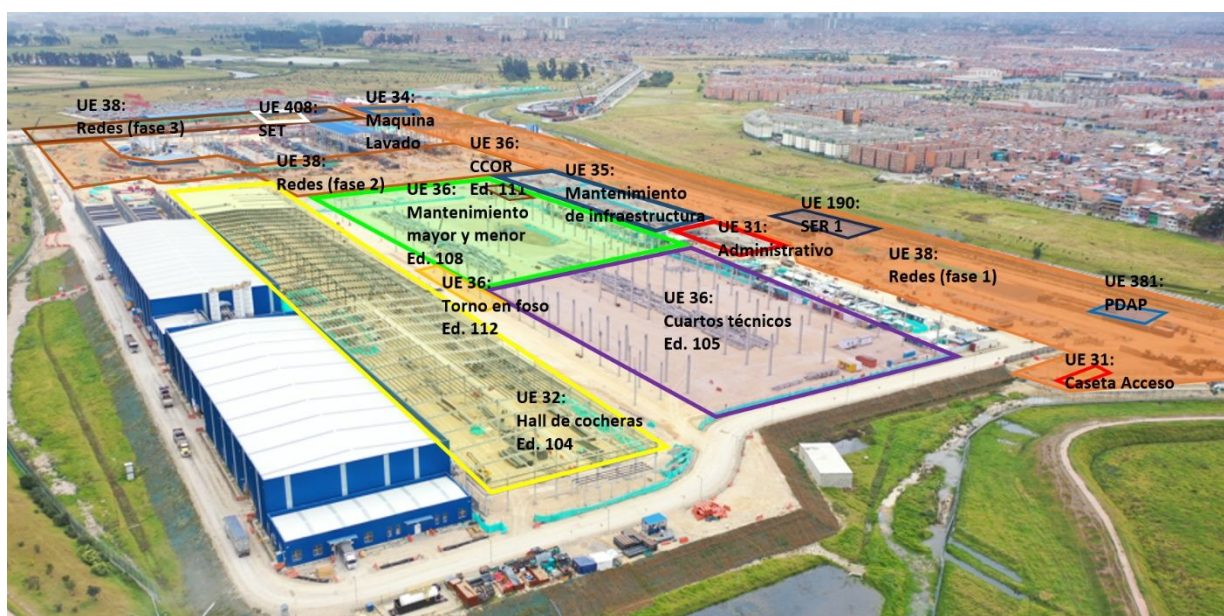 UE 38:
Redes (fase 3)
UE 408:
SET
UE 34:
Maquina
Lavado
UE 38:
Redes (fase 2)
UE 36:
CCOR
Ed. 111
UE 35:
Mantenimiento
de infraestructura
UE 36:
Mantenimiento
mayor y menor
Ed. 108
UE 190:
SER 1
UE 31:
Administrativo
UE 38:
Redes (fase 1)
UE 381:
PDAP
UE 36:
Torno en foso
Ed. 112
UE 36:
Cuartos técnicos
Ed. 105
UE 31:
Caseta Acceso
UE 32:
Hall de cocheras
Ed. 104